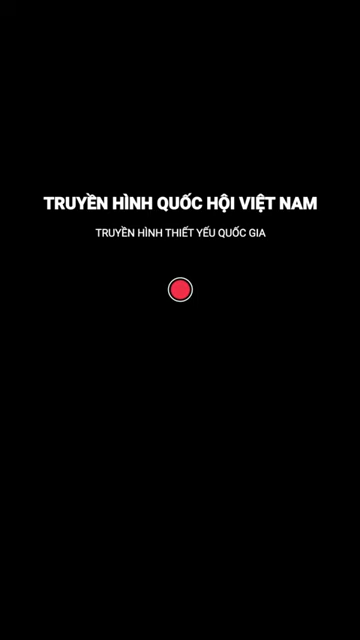 TRUYỀN HÌNH QUỐC HỘI VIỆT NAM
TRUYỀN HÌNH THIẾT YẾU QUỐC GIA